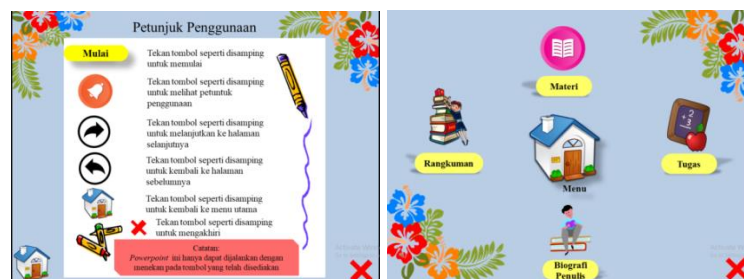 Petunjuk Penggunaan
Mulai
Tekan tombol seperti disamping
untuk memulai
Tekan tombol seperti disamping
untuk melihat petuntuk
penggunaan
Tekan tombol seperti disamping
untuk melanjutkan ke halaman
selanjutnya
Tekan tombol seperti disamping
untuk kembali ke halaman
sebelumnya
Tekan tombol seperti disamping
untuk kembali ke menu utama
Tekan tombol seperti disamping
untuk mengakhiri
Catatan:
Powerpoint ini hanya dapat dijalankan dengan
menekan pada tombol yang telah disediakan
Materi
Rangkuman
Menu
Tugas
+2
3
Biografi
Penulis